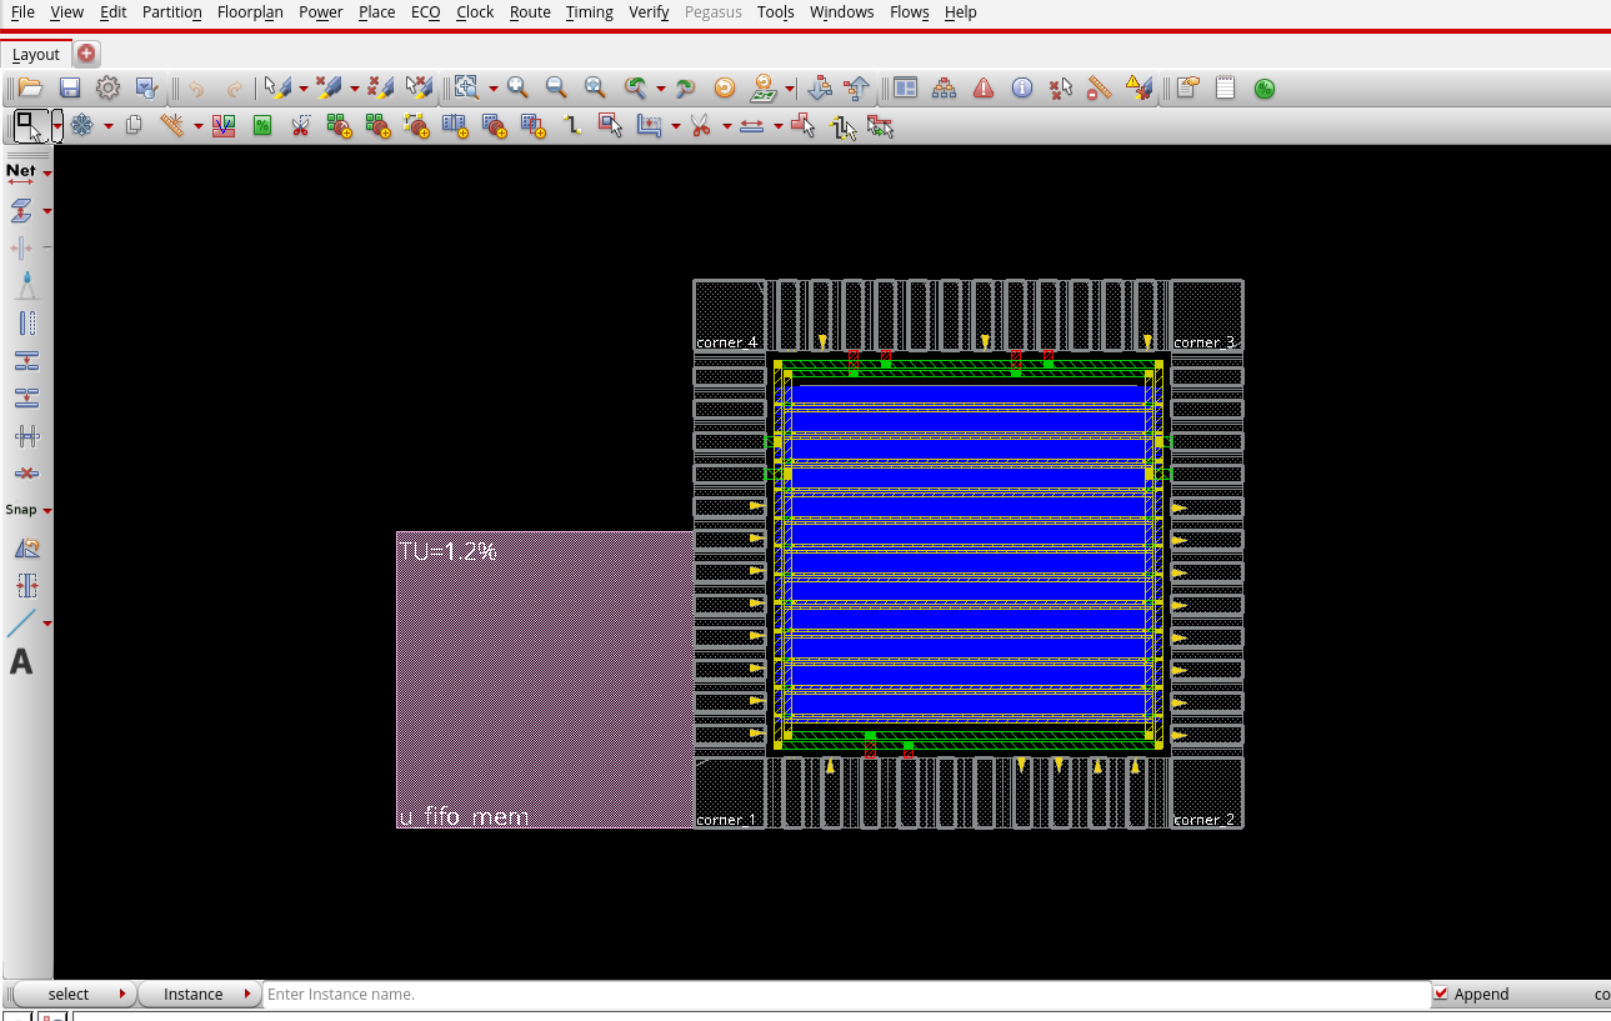 File View Edit Partition Floorplan Power Place ECO Clock Route Timing Verify Pegasus Tools Windows Flows Help
Layout
Net
Snap
A
corner_4
corner_3
TU=1.2%
u_fifo_mem
corner_1
corner_2
select Instance Enter Instance name. Append co